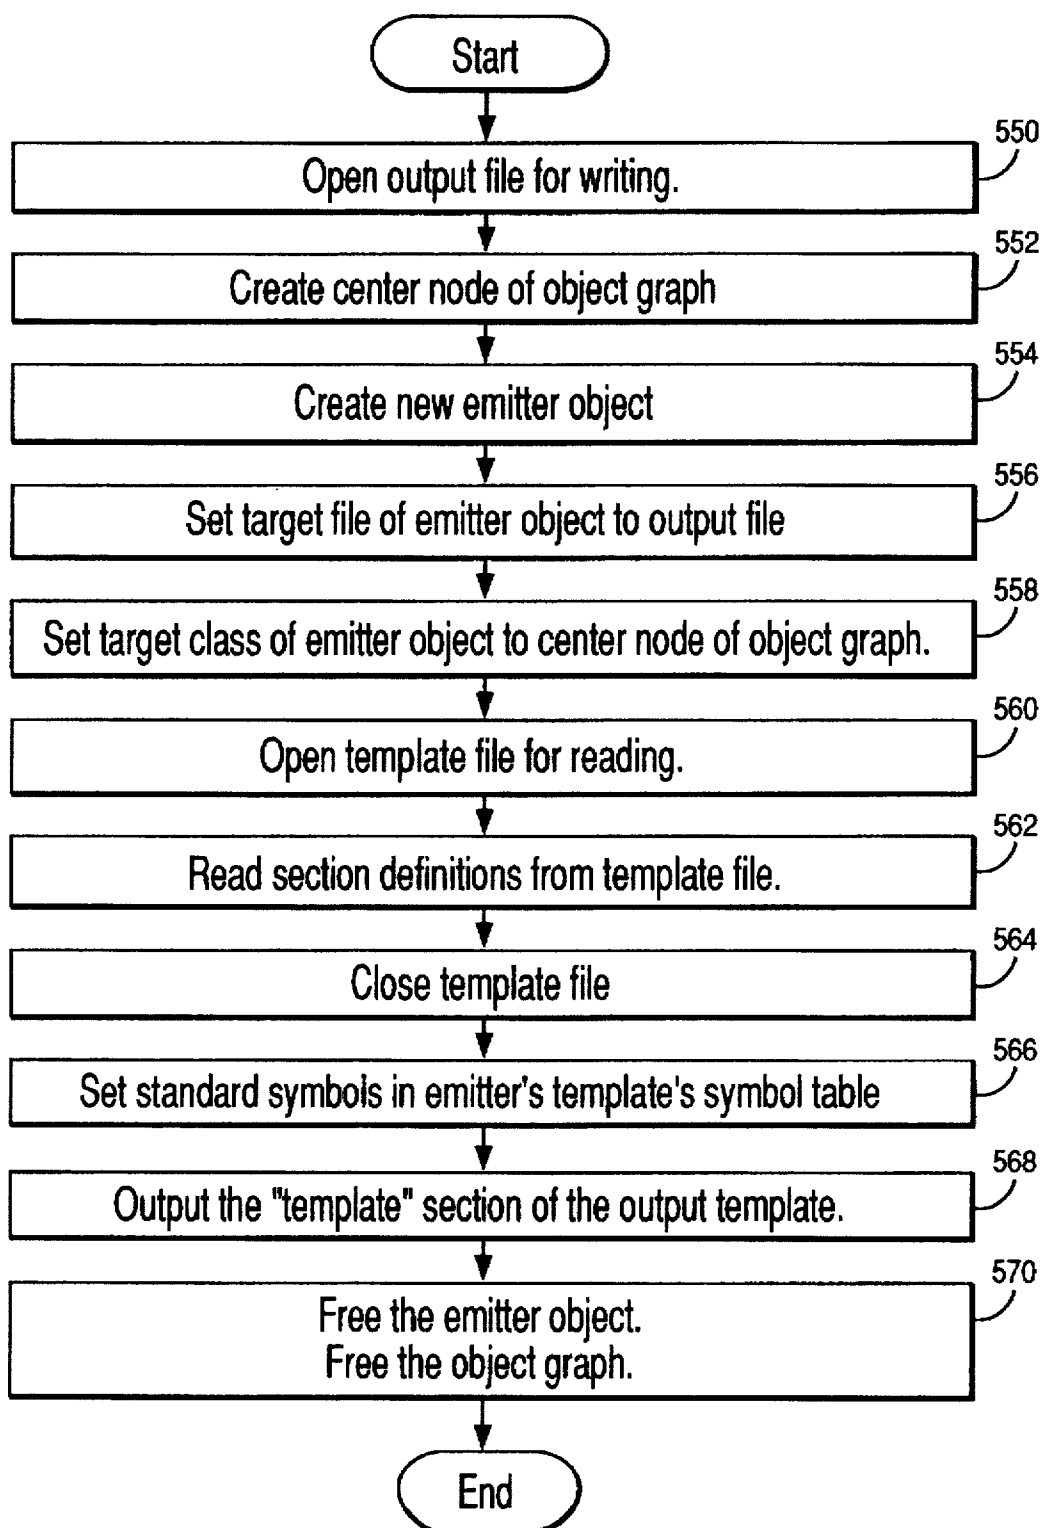 Start
550
Open output file for writing.
552
Create center node of object graph
554
Create new emitter object
556
Set target file of emitter object to output file
558
Set target class of emitter object to center node of object graph.
560
Open template file for reading.
562
Read section definitions from template file.
564
Close template file
566
Set standard symbols in emitter's template's symbol table
568
Output the "template" section of the output template.
570
Free the emitter object.
Free the object graph.
End